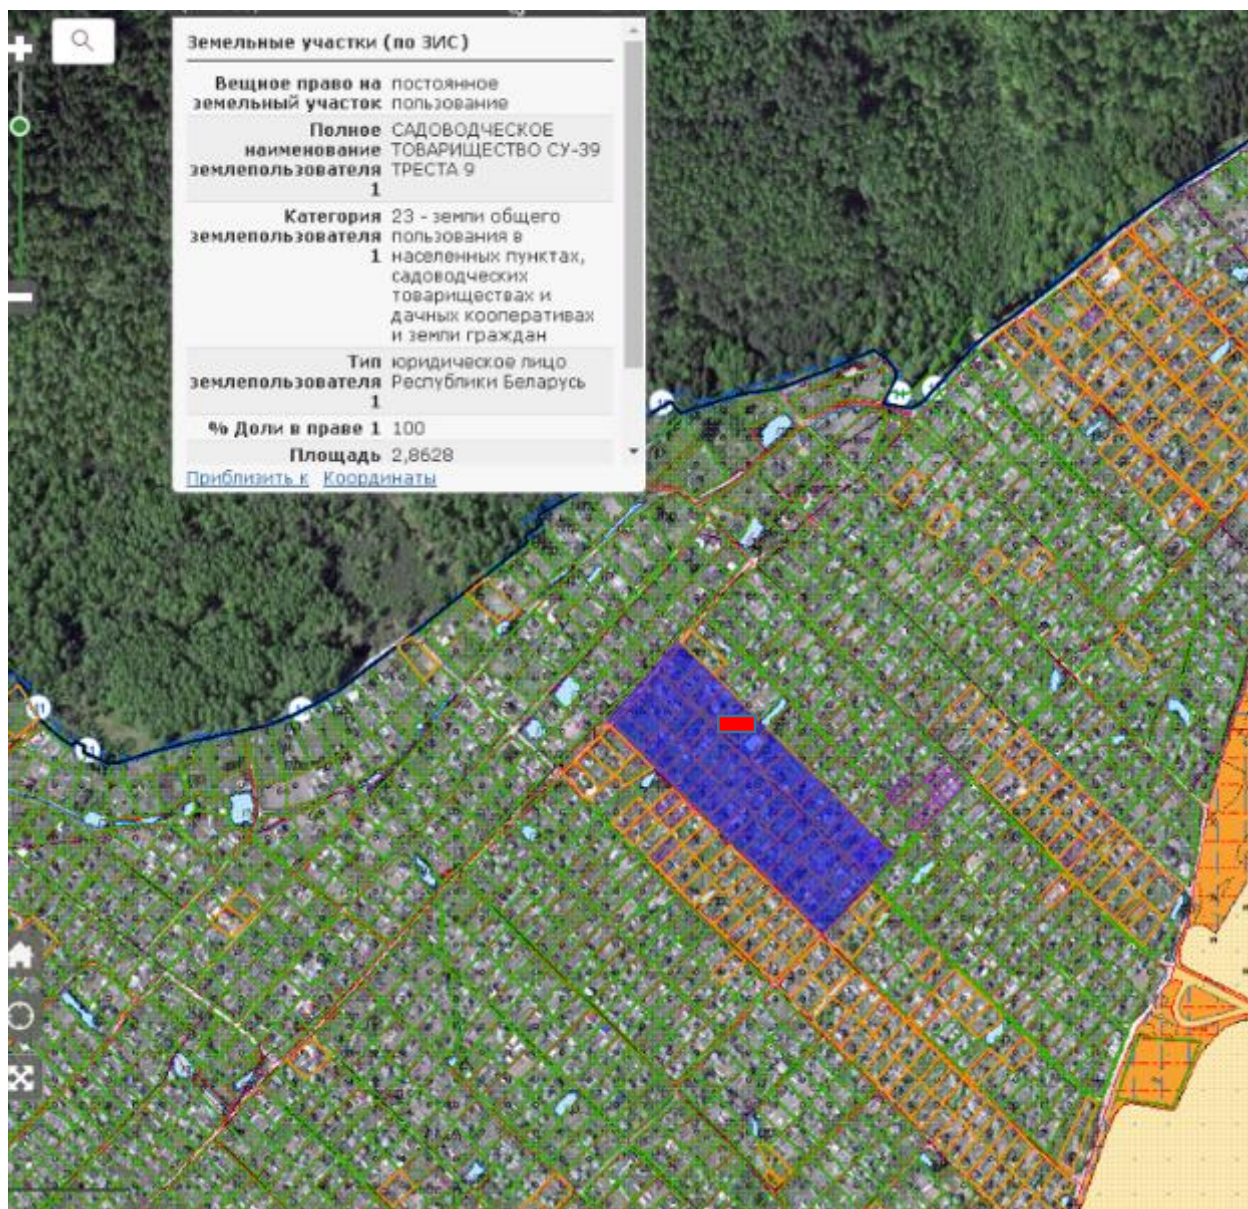 Земельные участки (по ЗИС)
Вещное право на постоянное
земельный участок пользование
Полное САДОВОДЧЕСКОЕ
наименование ТОВАРИЩЕСТВО СУ-39
землепользователя ТРЕСТА 9
1
Категория 23 - земли общего
землепользователя пользования в
1 населенных пунктах,
садоводческих
товариществах и
дачных кооперативах
и земли граждан
Тип юридическое лицо
землепользователя Республики Беларусь
1
% Доли в праве 1 100
Площадь 2,8628
Приблизить к Координаты